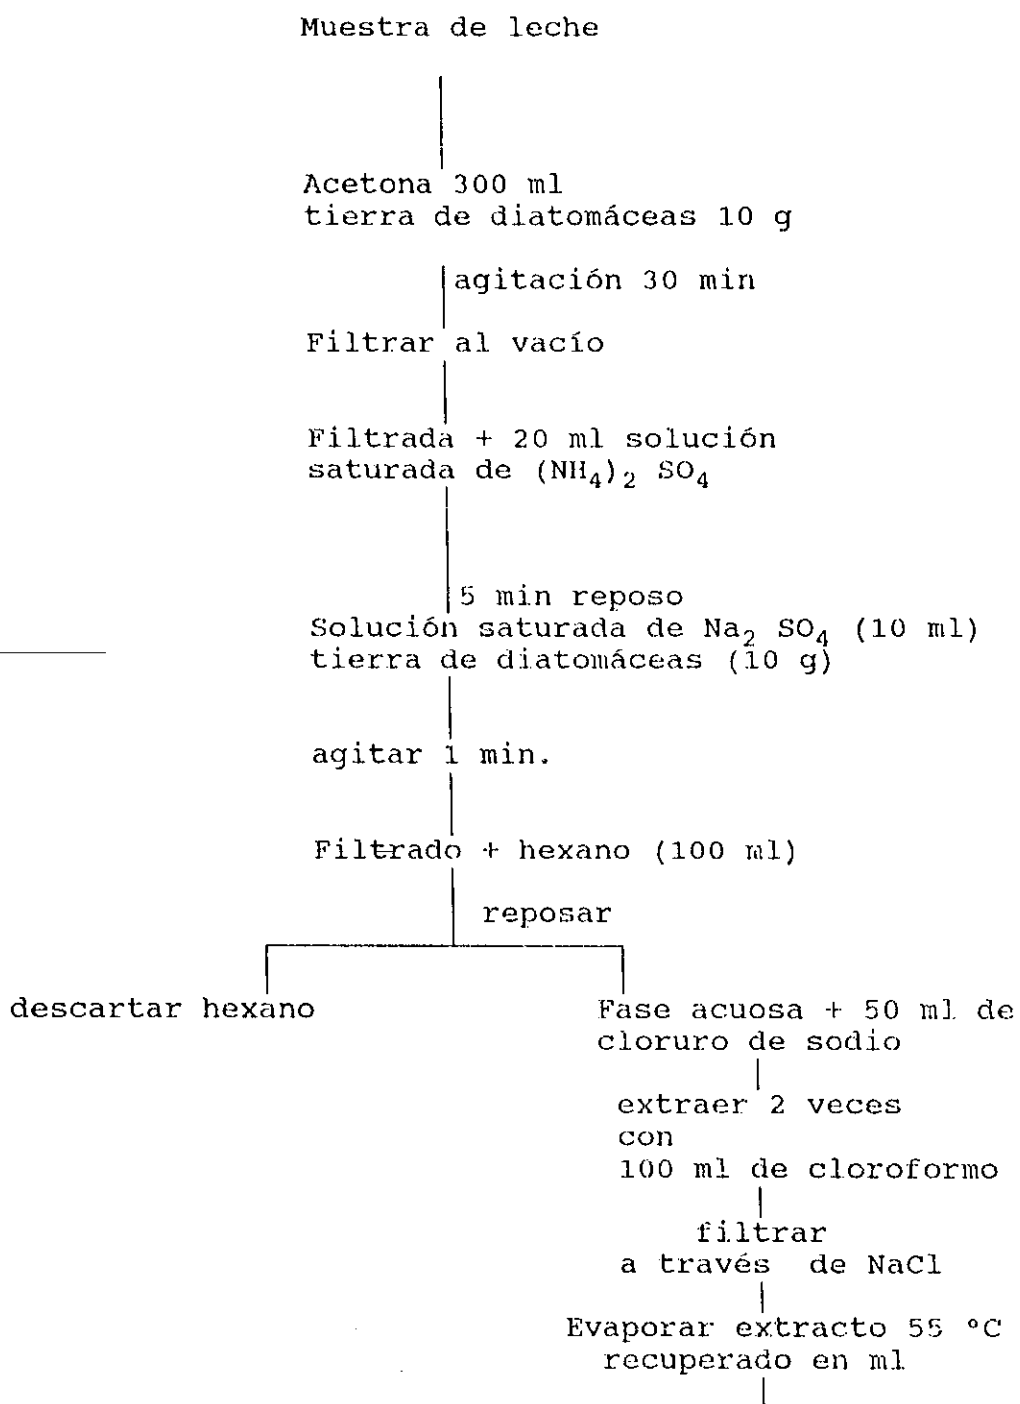 Muestra de leche
Acetona 300 ml
tierra de diatomáceas 10 g
agitación 30 min
Filtrar al vacío
Filtrada + 20 ml solución
saturada de (NH₄)₂ SO₄
5 min reposo
Solución saturada de Na₂ SO₄ (10 ml)
tierra de diatomáceas (10 g)
agitar 1 min.
Filtrado + hexano (100 ml)
reposar
descartar hexano
Fase acuosa + 50 ml de
cloruro de sodio
extraer 2 veces
con
100 ml de cloroformo
filtrar
a través de NaCl
Evaporar extracto 55 °C
recuperado en ml